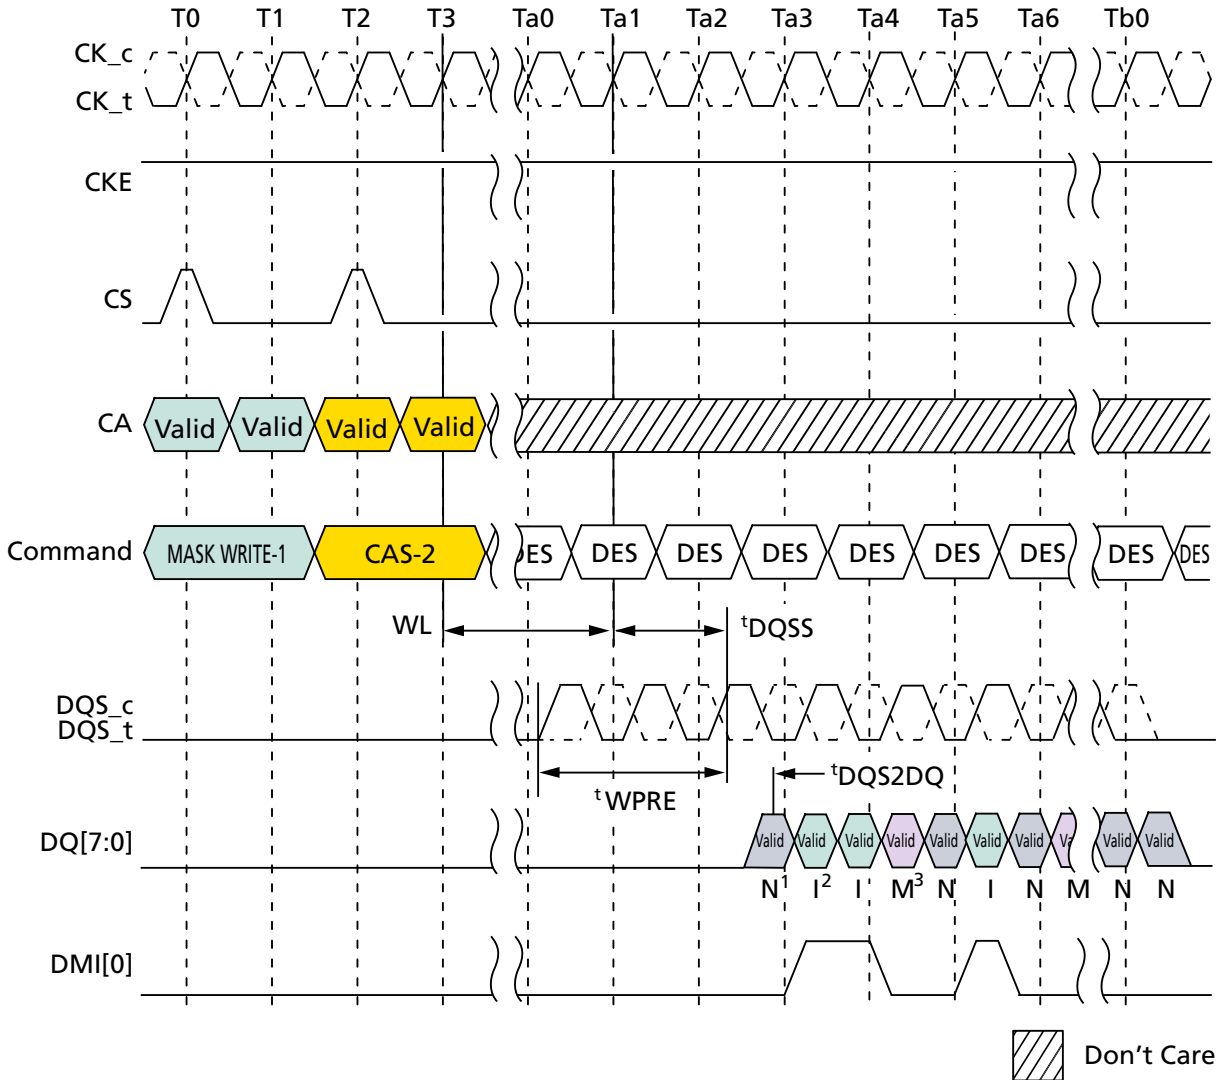 T0 T1 T2 T3 Ta0 Ta1 Ta2 Ta3 Ta4 Ta5 Ta6 Tb0
CK_c
CK_t
CKE
CS
CA Valid Valid Valid Valid
Command MASK WRITE-1 CAS-2 DES DES DES DES DES DES DES DES DES
WL tDQSS
DQS_c
DQS_t
tDQS2DQ
tWPRE
DQ[7:0] Valid Valid Valid Valid Valid Valid Valid Va Valid Valid
N1 I2 I M3 N I N M N N
DMI[0]
Don't Care